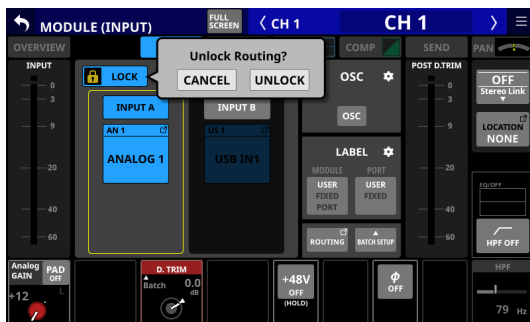 MODULE (INPUT)
FULL
SCREEN
CH 1
CH 1
OVERVIEW
COMP
SEND
PAN
Unlock Routing?
CANCEL
UNLOCK
INPUT
LOCK
OSC
POST D.TRIM
OFF
Stereo Link
0
3
9
20
40
60
INPUT A
INPUT B
OSC
0
3
9
20
40
60
AN 1
US 1
ANALOG 1
USB IN1
LOCATION
NONE
LABEL
MODULE
PORT
USER
FIXED
PORT
USER
FIXED
EQ/OFF
ROUTING
BATCH SETUP
HPF OFF
Analog
GAIN
PAD
OFF
+12
L
D. TRIM
Batch
0.0
dB
+48V
OFF
(HOLD)
ϕ
OFF
HPF
79 Hz